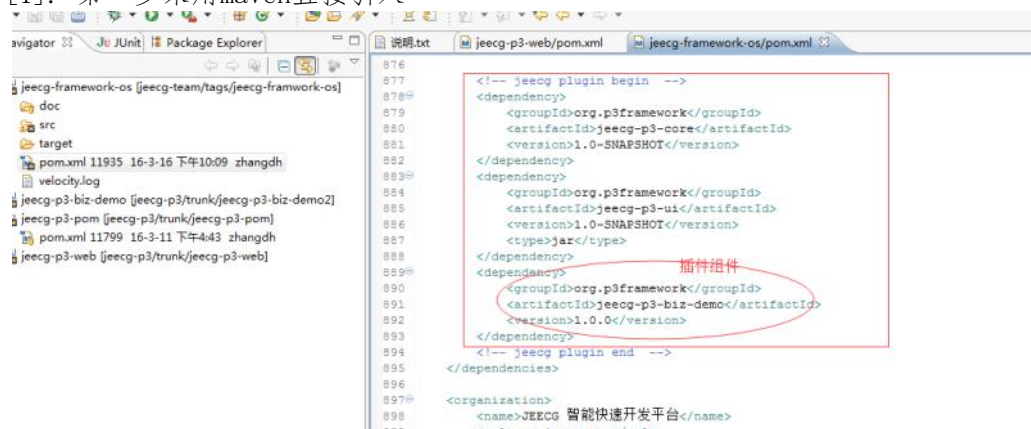 avigator JUnit Package Explorer
jeecg-framework-os [jeecg-team/tags/jeecg-framwork-os]
doc
src
target
pom.xml 11935 16-3-16 下午10:09 zhangdh
velocity.log
jeecg-p3-biz-demo [jeecg-p3/trunk/jeecg-p3-biz-demo2]
jeecg-p3-pom [jeecg-p3/trunk/jeecg-p3-pom]
pom.xml 11799 16-3-11 下午4:43 zhangdh
jeecg-p3-web [jeecg-p3/trunk/jeecg-p3-web]
说明.txt jeecg-p3-web/pom.xml jeecg-framework-os/pom.xml
876
877 <!-- jeecg plugin begin -->
878 <dependency>
879 <groupId>org.p3framework</groupId>
880 <artifactId>jeecg-p3-core</artifactId>
881 <version>1.0-SNAPSHOT</version>
882 </dependency>
883 <dependency>
884 <groupId>org.p3framework</groupId>
885 <artifactId>jeecg-p3-ui</artifactId>
886 <version>1.0-SNAPSHOT</version>
887 <type>jar</type>
888 </dependency>
插件组件
889 <dependency>
890 <groupId>org.p3framework</groupId>
891 <artifactId>jeecg-p3-biz-demo</artifactId>
892 <version>1.0.0</version>
893 </dependency>
894 <!-- jeecg plugin end -->
895 </dependencies>
896
897 <organization>
898 <name>JEECG 智能快速开发平台</name>